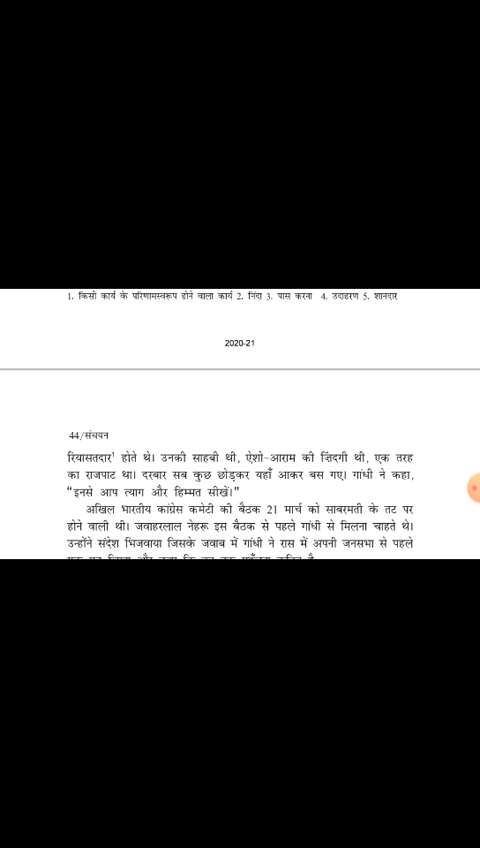 1. किसी कार्य के परिणामस्वरूप होने वाला कार्य 2. निंदा 3. पास करना 4. उदाहरण 5. शानदार
2020-21
44/संचयन
रियासतदार¹ होते थे। उनकी साहबी थी, ऐशो-आराम की ज़िंदगी थी, एक तरह
का राजपाट था। दरबार सब कुछ छोड़कर यहाँ आकर बस गए। गांधी ने कहा,
“इनसे आप त्याग और हिम्मत सीखें।”
अखिल भारतीय कांग्रेस कमेटी की बैठक 21 मार्च को साबरमती के तट पर
होने वाली थी। जवाहरलाल नेहरू इस बैठक से पहले गांधी से मिलना चाहते थे।
उन्होंने संदेश भिजवाया जिसके जवाब में गांधी ने रास में अपनी जनसभा से पहले